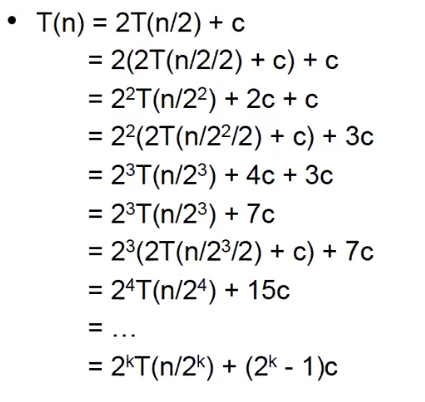 • T(n) = 2T(n/2) + c
= 2(2T(n/2/2) + c) + c
= 2²T(n/2²) + 2c + c
= 2²(2T(n/2²/2) + c) + 3c
= 2³T(n/2³) + 4c + 3c
= 2³T(n/2³) + 7c
= 2³(2T(n/2³/2) + c) + 7c
= 2⁴T(n/2⁴) + 15c
= …
= 2ᵏT(n/2ᵏ) + (2ᵏ - 1)c